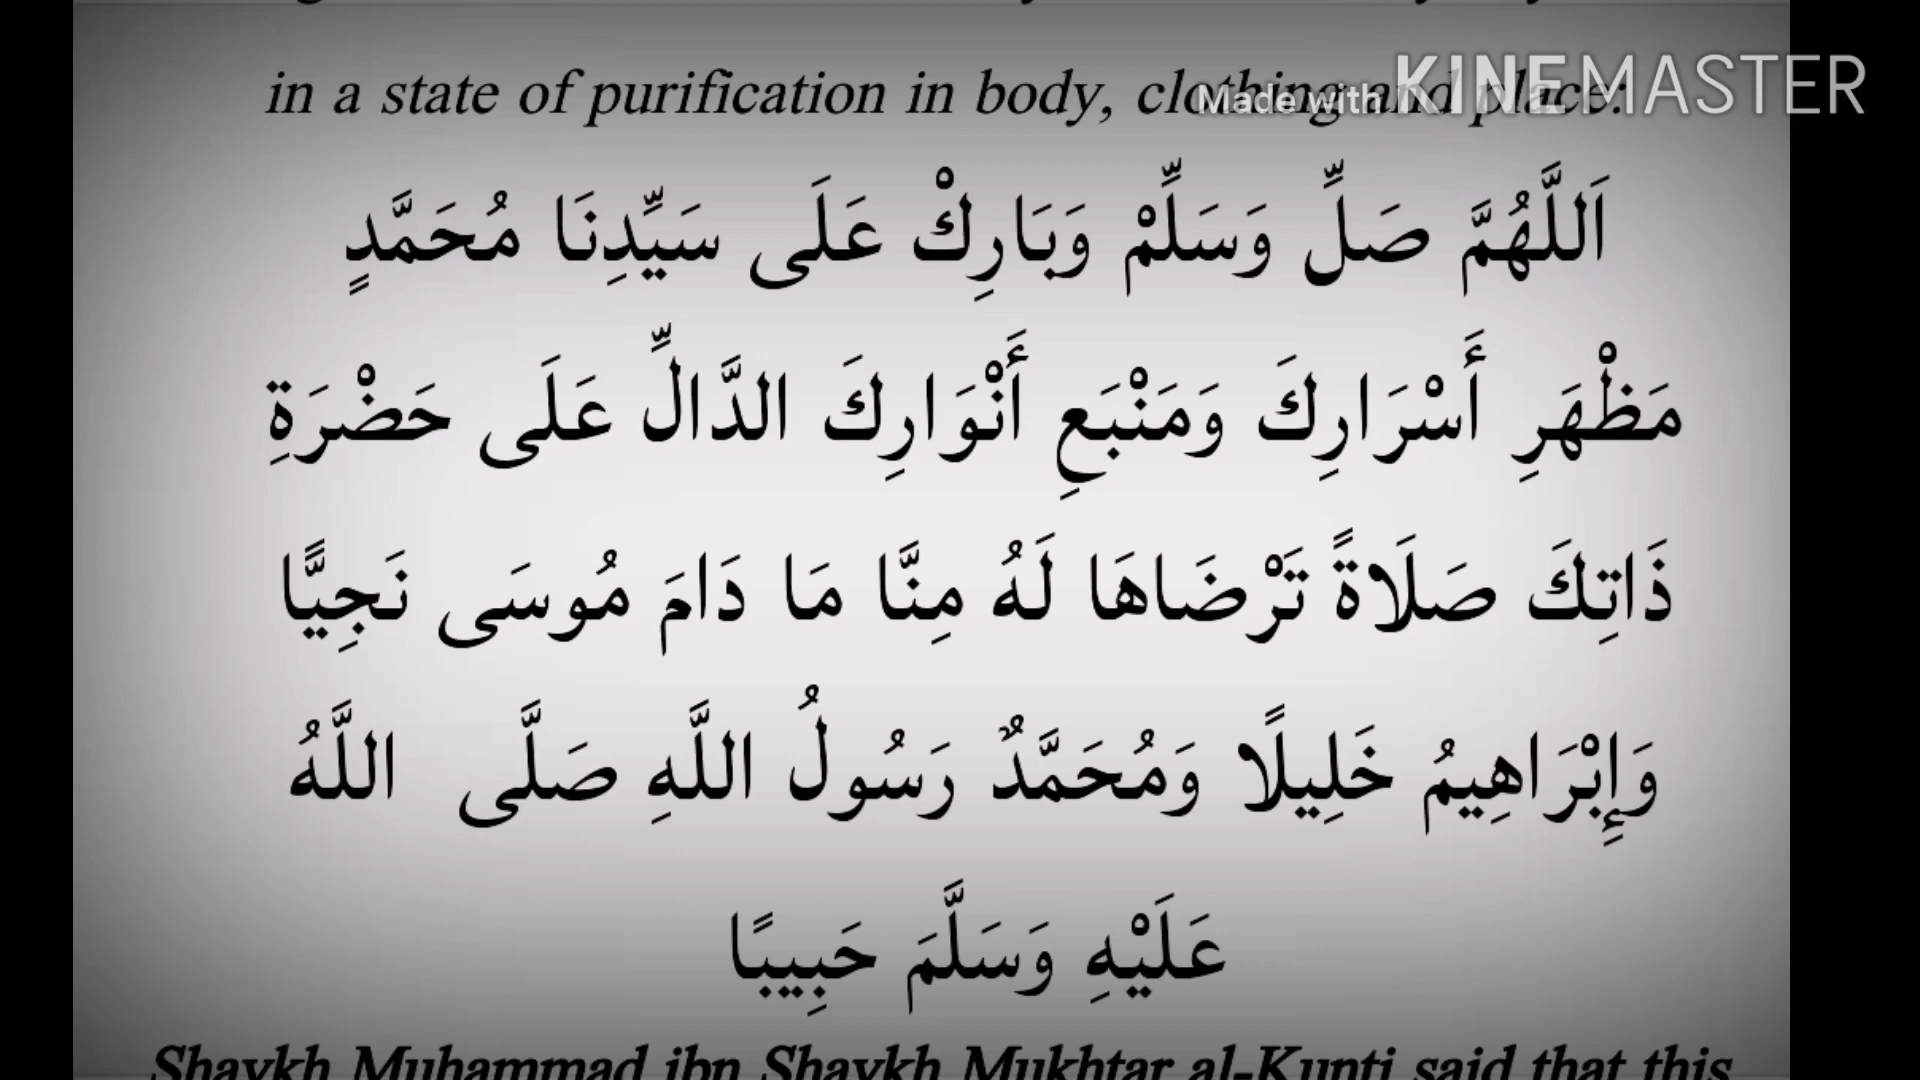 in a state of purification in body, clothing and place:
Made with KINEMASTER
اَللَّهُمَّ صَلِّ وَسَلِّمْ وَبَارِكْ عَلَى سَيِّدِنَا مُحَمَّدٍ
مَظْهَرِ أَسْرَارِكَ وَمَنْبَعِ أَنْوَارِكَ الدَّالِّ عَلَى حَضْرَةِ
ذَاتِكَ صَلَاةً تَرْضَاهَا لَهُ مِنَّا مَا دَامَ مُوسَى نَجِيًّا
وَإِبْرَاهِيمُ خَلِيلًا وَمُحَمَّدٌ رَسُولُ اللَّهِ صَلَّى اللَّهُ
عَلَيْهِ وَسَلَّمَ حَبِيبًا
Shaykh Muhammad ibn Shaykh Mukhtar al-Kunti said that this